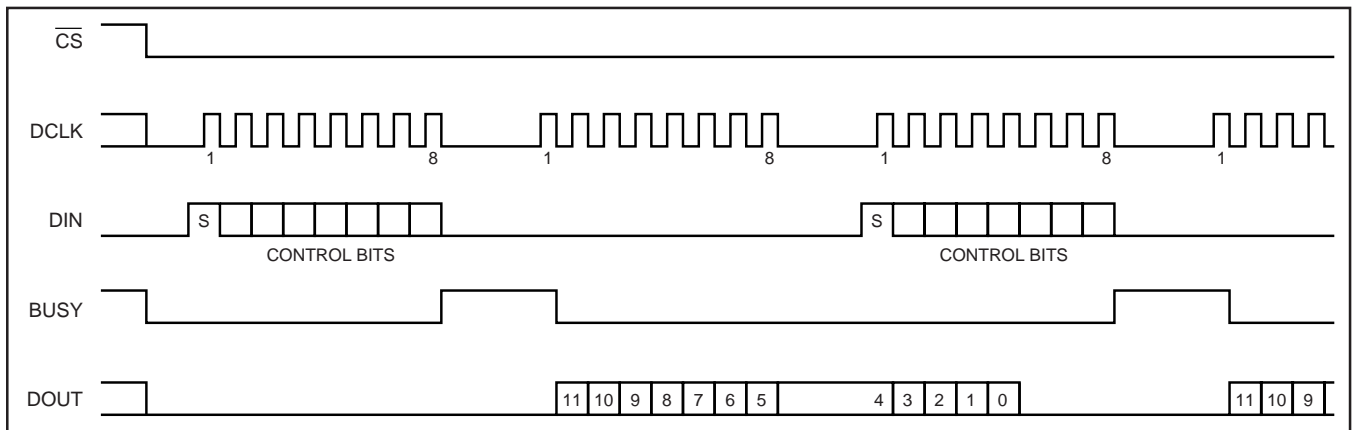 CS
DCLK
1 8 1 8 1 8 1
DIN
S S
CONTROL BITS CONTROL BITS
BUSY
DOUT
11 10 9 8 7 6 5 4 3 2 1 0 11 10 9